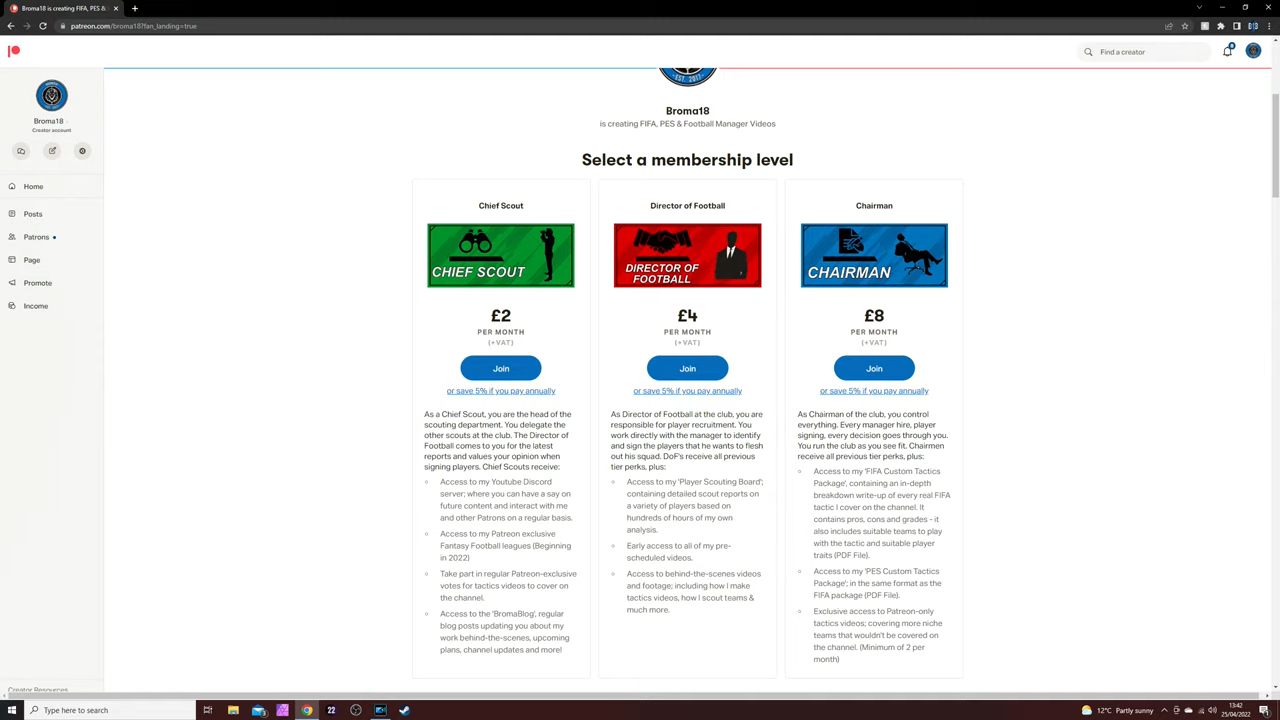 Broma18 is creating FIFA, PES &
patreon.com/broma18?fan_landing=true
Find a creator
Broma18
Creator account
Home
Posts
Patrons
Page
Promote
Income
Creator Resources
EST 2017
Broma18
is creating FIFA, PES & Football Manager Videos
Select a membership level
Chief Scout
CHIEF SCOUT
£2
PER MONTH
(+VAT)
Join
or save 5% if you pay annually
As a Chief Scout, you are the head of the
scouting department. You delegate the
other scouts at the club. The Director of
Football comes to you for the latest
reports and values your opinion when
signing players. Chief Scouts receive:
Access to my Youtube Discord
server; where you can have a say on
future content and interact with me
and other Patrons on a regular basis.
Access to my Patreon exclusive
Fantasy Football leagues (Beginning
in 2022)
Take part in regular Patreon-exclusive
votes for tactics videos to cover on
the channel.
Access to the 'BromaBlog', regular
blog posts updating you about my
work behind-the-scenes, upcoming
plans, channel updates and more!
Director of Football
DIRECTOR OF
FOOTBALL
£4
PER MONTH
(+VAT)
Join
or save 5% if you pay annually
As Director of Football at the club, you are
responsible for player recruitment. You
work directly with the manager to identify
and sign the players that he wants to flesh
out his squad. DoF's receive all previous
tier perks, plus:
Access to my 'Player Scouting Board';
containing detailed scout reports on
a variety of players based on
hundreds of hours of my own
analysis.
Early access to all of my pre-
scheduled videos.
Access to behind-the-scenes videos
and footage; including how I make
tactics videos, how I scout teams &
much more.
Chairman
CHAIRMAN
£8
PER MONTH
(+VAT)
Join
or save 5% if you pay annually
As Chairman of the club, you control
everything. Every manager hire, player
signing, every decision goes through you.
You run the club as you see fit. Chairmen
receive all previous tier perks, plus:
Access to my 'FIFA Custom Tactics
Package', containing an in-depth
breakdown write-up of every real FIFA
tactic I cover on the channel. It
contains pros, cons and grades - it
also includes suitable teams to play
with the tactic and suitable player
traits (PDF File).
Access to my 'PES Custom Tactics
Package'; in the same format as the
FIFA package (PDF File).
Exclusive access to Patreon-only
tactics videos; covering more niche
teams that wouldn't be covered on
the channel. (Minimum of 2 per
month)
Type here to search
12°C Partly sunny
13:42
25/04/2022